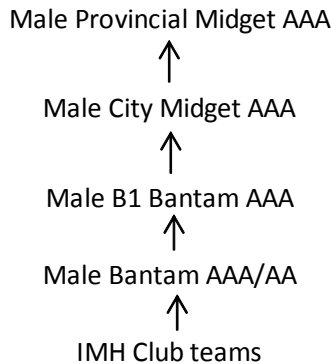 Male Provincial Midget AAA
Male City Midget AAA
Male B1 Bantam AAA
Male Bantam AAA/AA
IMH Club teams